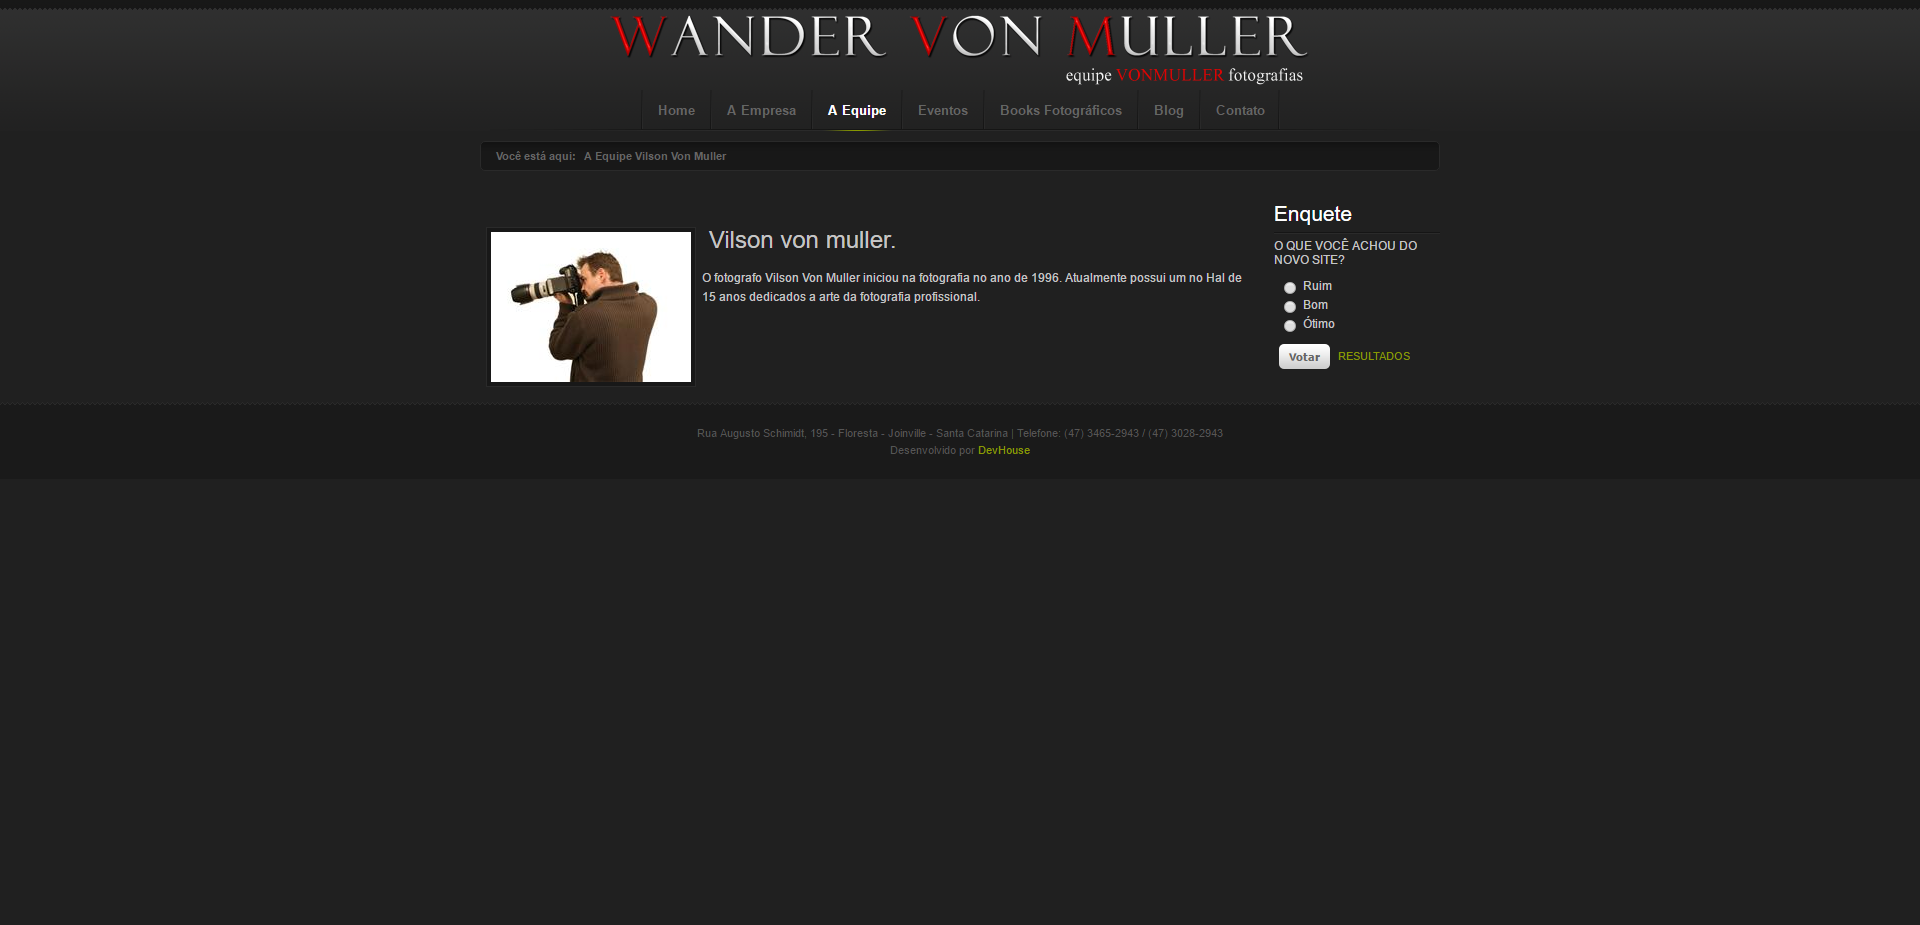 WANDER VON MULLER
equipe VONMULLER fotografias
Home A Empresa A Equipe Eventos Books Fotográficos Blog Contato
Você está aqui: A Equipe Vilson Von Muller
Vilson von muller.
O fotografo Vilson Von Muller iniciou na fotografia no ano de 1996. Atualmente possui um no Hal de
15 anos dedicados a arte da fotografia profissional.
Enquete
O QUE VOCÊ ACHOU DO
NOVO SITE?
Ruim
Bom
Ótimo
Votar RESULTADOS
Rua Augusto Schimidt, 195 - Floresta - Joinville - Santa Catarina | Telefone: (47) 3465-2943 / (47) 3028-2943
Desenvolvido por DevHouse